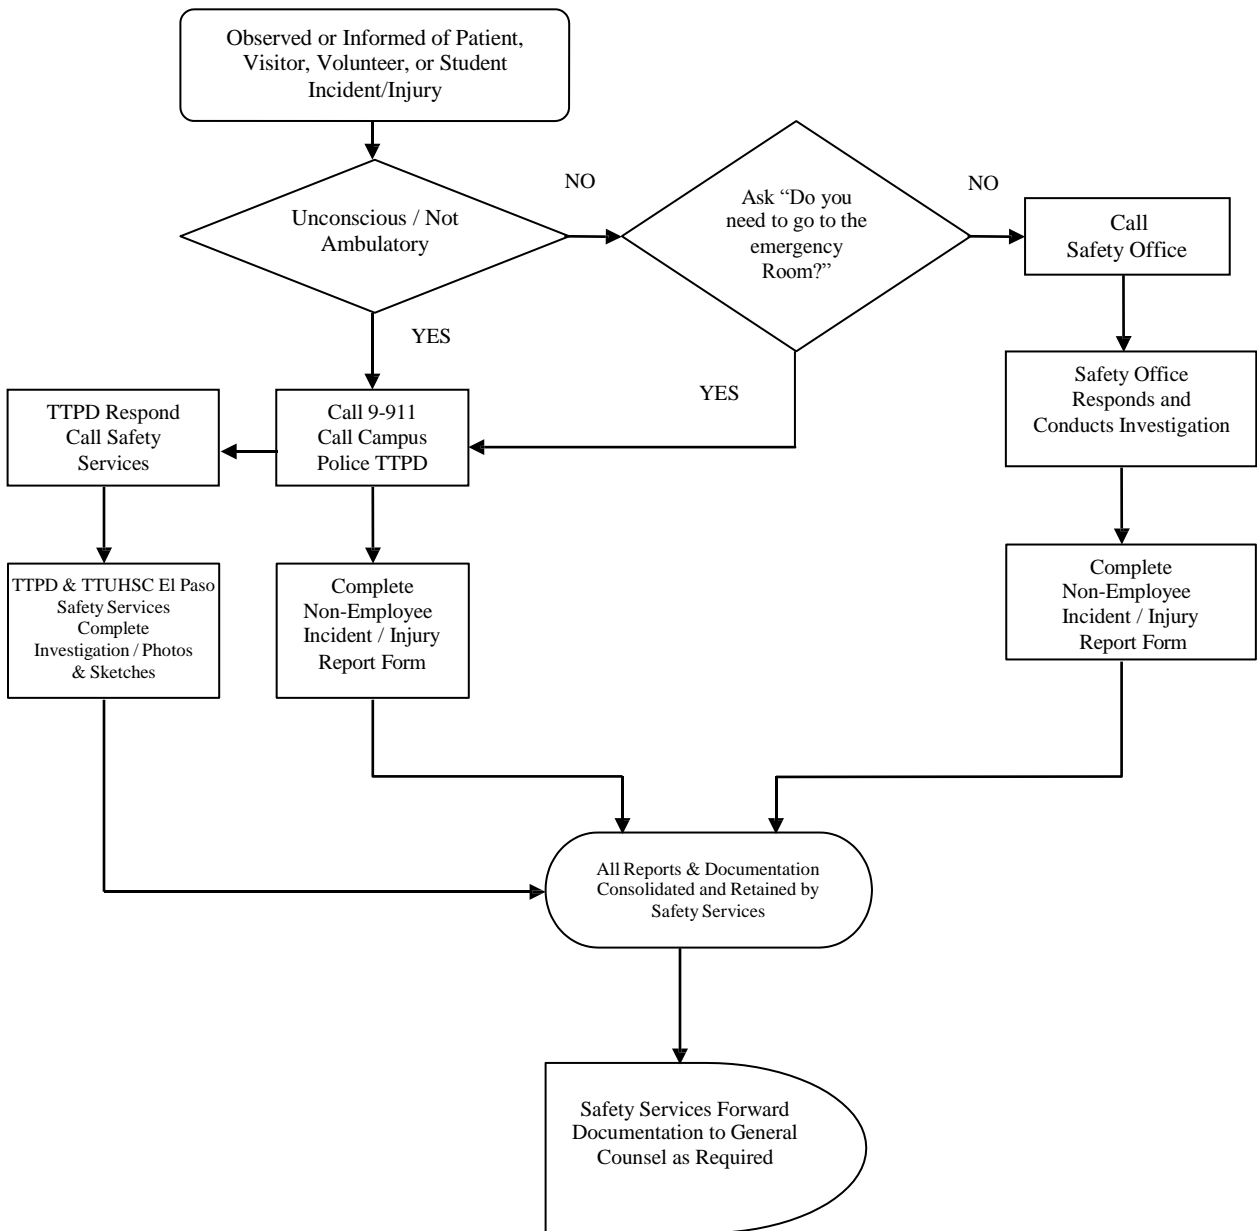 Observed or Informed of Patient,
Visitor, Volunteer, or Student
Incident/Injury
NO
Unconscious / Not
Ambulatory
YES
Ask “Do you
need to go to the
emergency
Room?”
NO
YES
Call
Safety Office
Safety Office
Responds and
Conducts Investigation
TTPD Respond
Call Safety
Services
Call 9-911
Call Campus
Police TTPD
TTPD & TTUHSC El Paso
Safety Services
Complete
Investigation / Photos
& Sketches
Complete
Non-Employee
Incident / Injury
Report Form
Complete
Non-Employee
Incident / Injury
Report Form
All Reports & Documentation
Consolidated and Retained by
Safety Services
Safety Services Forward
Documentation to General
Counsel as Required